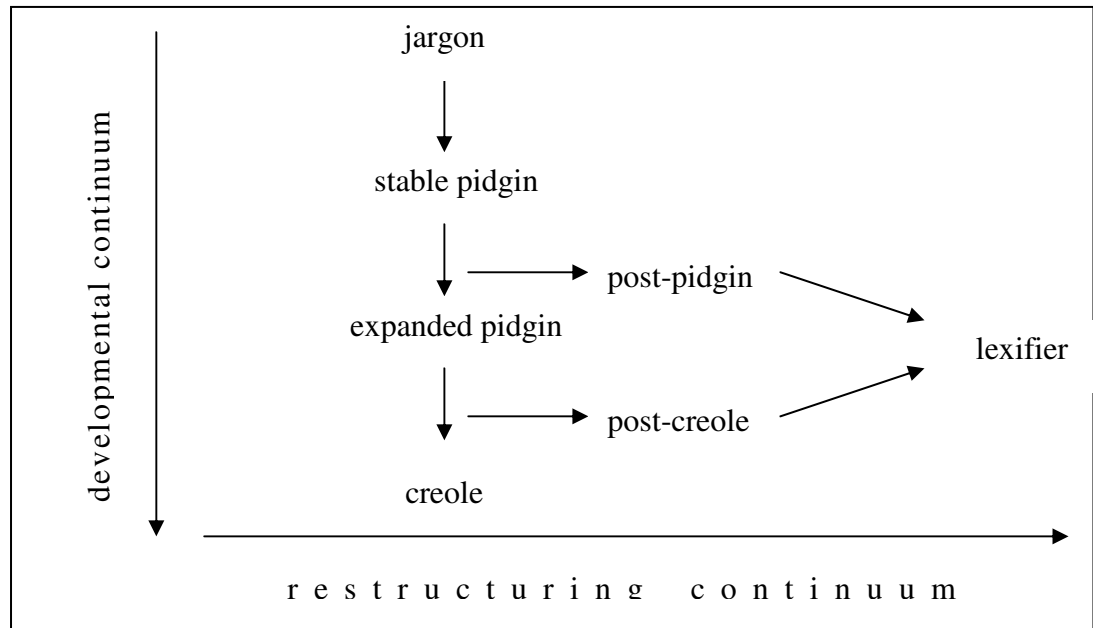 jargon
stable pidgin
post-pidgin
expanded pidgin
lexifier
post-creole
creole
developmental continuum
restructuring continuum